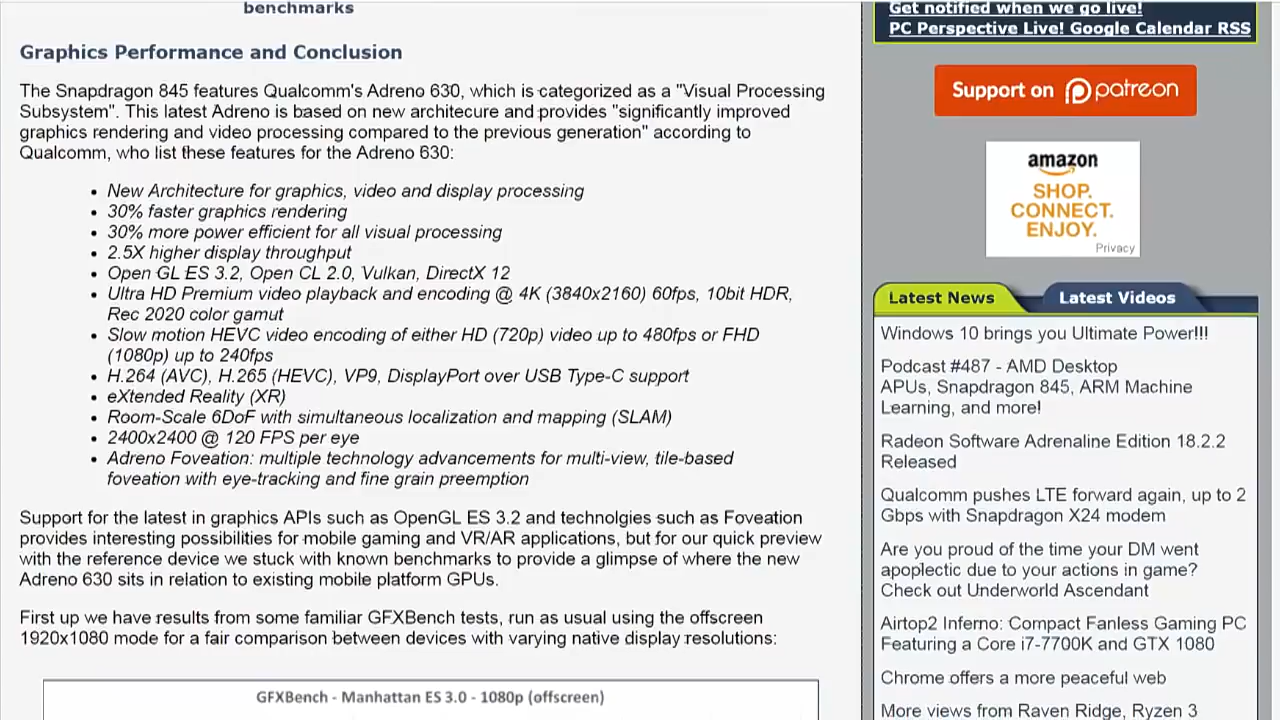 benchmarks
Graphics Performance and Conclusion
The Snapdragon 845 features Qualcomm's Adreno 630, which is categorized as a "Visual Processing
Subsystem". This latest Adreno is based on new architecure and provides "significantly improved
graphics rendering and video processing compared to the previous generation" according to
Qualcomm, who list these features for the Adreno 630:
• New Architecture for graphics, video and display processing
• 30% faster graphics rendering
• 30% more power efficient for all visual processing
• 2.5X higher display throughput
• Open GL ES 3.2, Open CL 2.0, Vulkan, DirectX 12
• Ultra HD Premium video playback and encoding @ 4K (3840x2160) 60fps, 10bit HDR,
Rec 2020 color gamut
• Slow motion HEVC video encoding of either HD (720p) video up to 480fps or FHD
(1080p) up to 240fps
• H.264 (AVC), H.265 (HEVC), VP9, DisplayPort over USB Type-C support
• eXtended Reality (XR)
• Room-Scale 6DoF with simultaneous localization and mapping (SLAM)
• 2400x2400 @ 120 FPS per eye
• Adreno Foveation: multiple technology advancements for multi-view, tile-based
foveation with eye-tracking and fine grain preemption
Support for the latest in graphics APIs such as OpenGL ES 3.2 and technolgies such as Foveation
provides interesting possibilities for mobile gaming and VR/AR applications, but for our quick preview
with the reference device we stuck with known benchmarks to provide a glimpse of where the new
Adreno 630 sits in relation to existing mobile platform GPUs.
First up we have results from some familiar GFXBench tests, run as usual using the offscreen
1920x1080 mode for a fair comparison between devices with varying native display resolutions:
GFXBench - Manhattan ES 3.0 - 1080p (offscreen)
Get notified when we go live!
PC Perspective Live! Google Calendar RSS
Support on patreon
amazon
SHOP.
CONNECT.
ENJOY.
Privacy
Latest News
Latest Videos
Windows 10 brings you Ultimate Power!!!
Podcast #487 - AMD Desktop
APUs, Snapdragon 845, ARM Machine
Learning, and more!
Radeon Software Adrenaline Edition 18.2.2
Released
Qualcomm pushes LTE forward again, up to 2
Gbps with Snapdragon X24 modem
Are you proud of the time your DM went
apoplectic due to your actions in game?
Check out Underworld Ascendant
Airtop2 Inferno: Compact Fanless Gaming PC
Featuring a Core i7-7700K and GTX 1080
Chrome offers a more peaceful web
More views from Raven Ridge, Ryzen 3